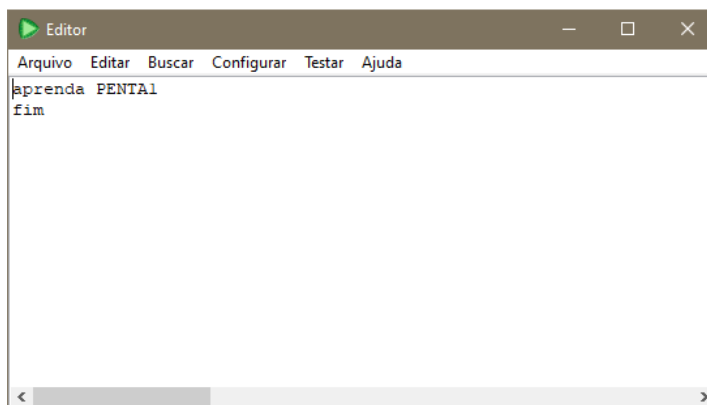 Editor
Arquivo Editar Buscar Configurar Testar Ajuda
aprenda PENTA1
fim